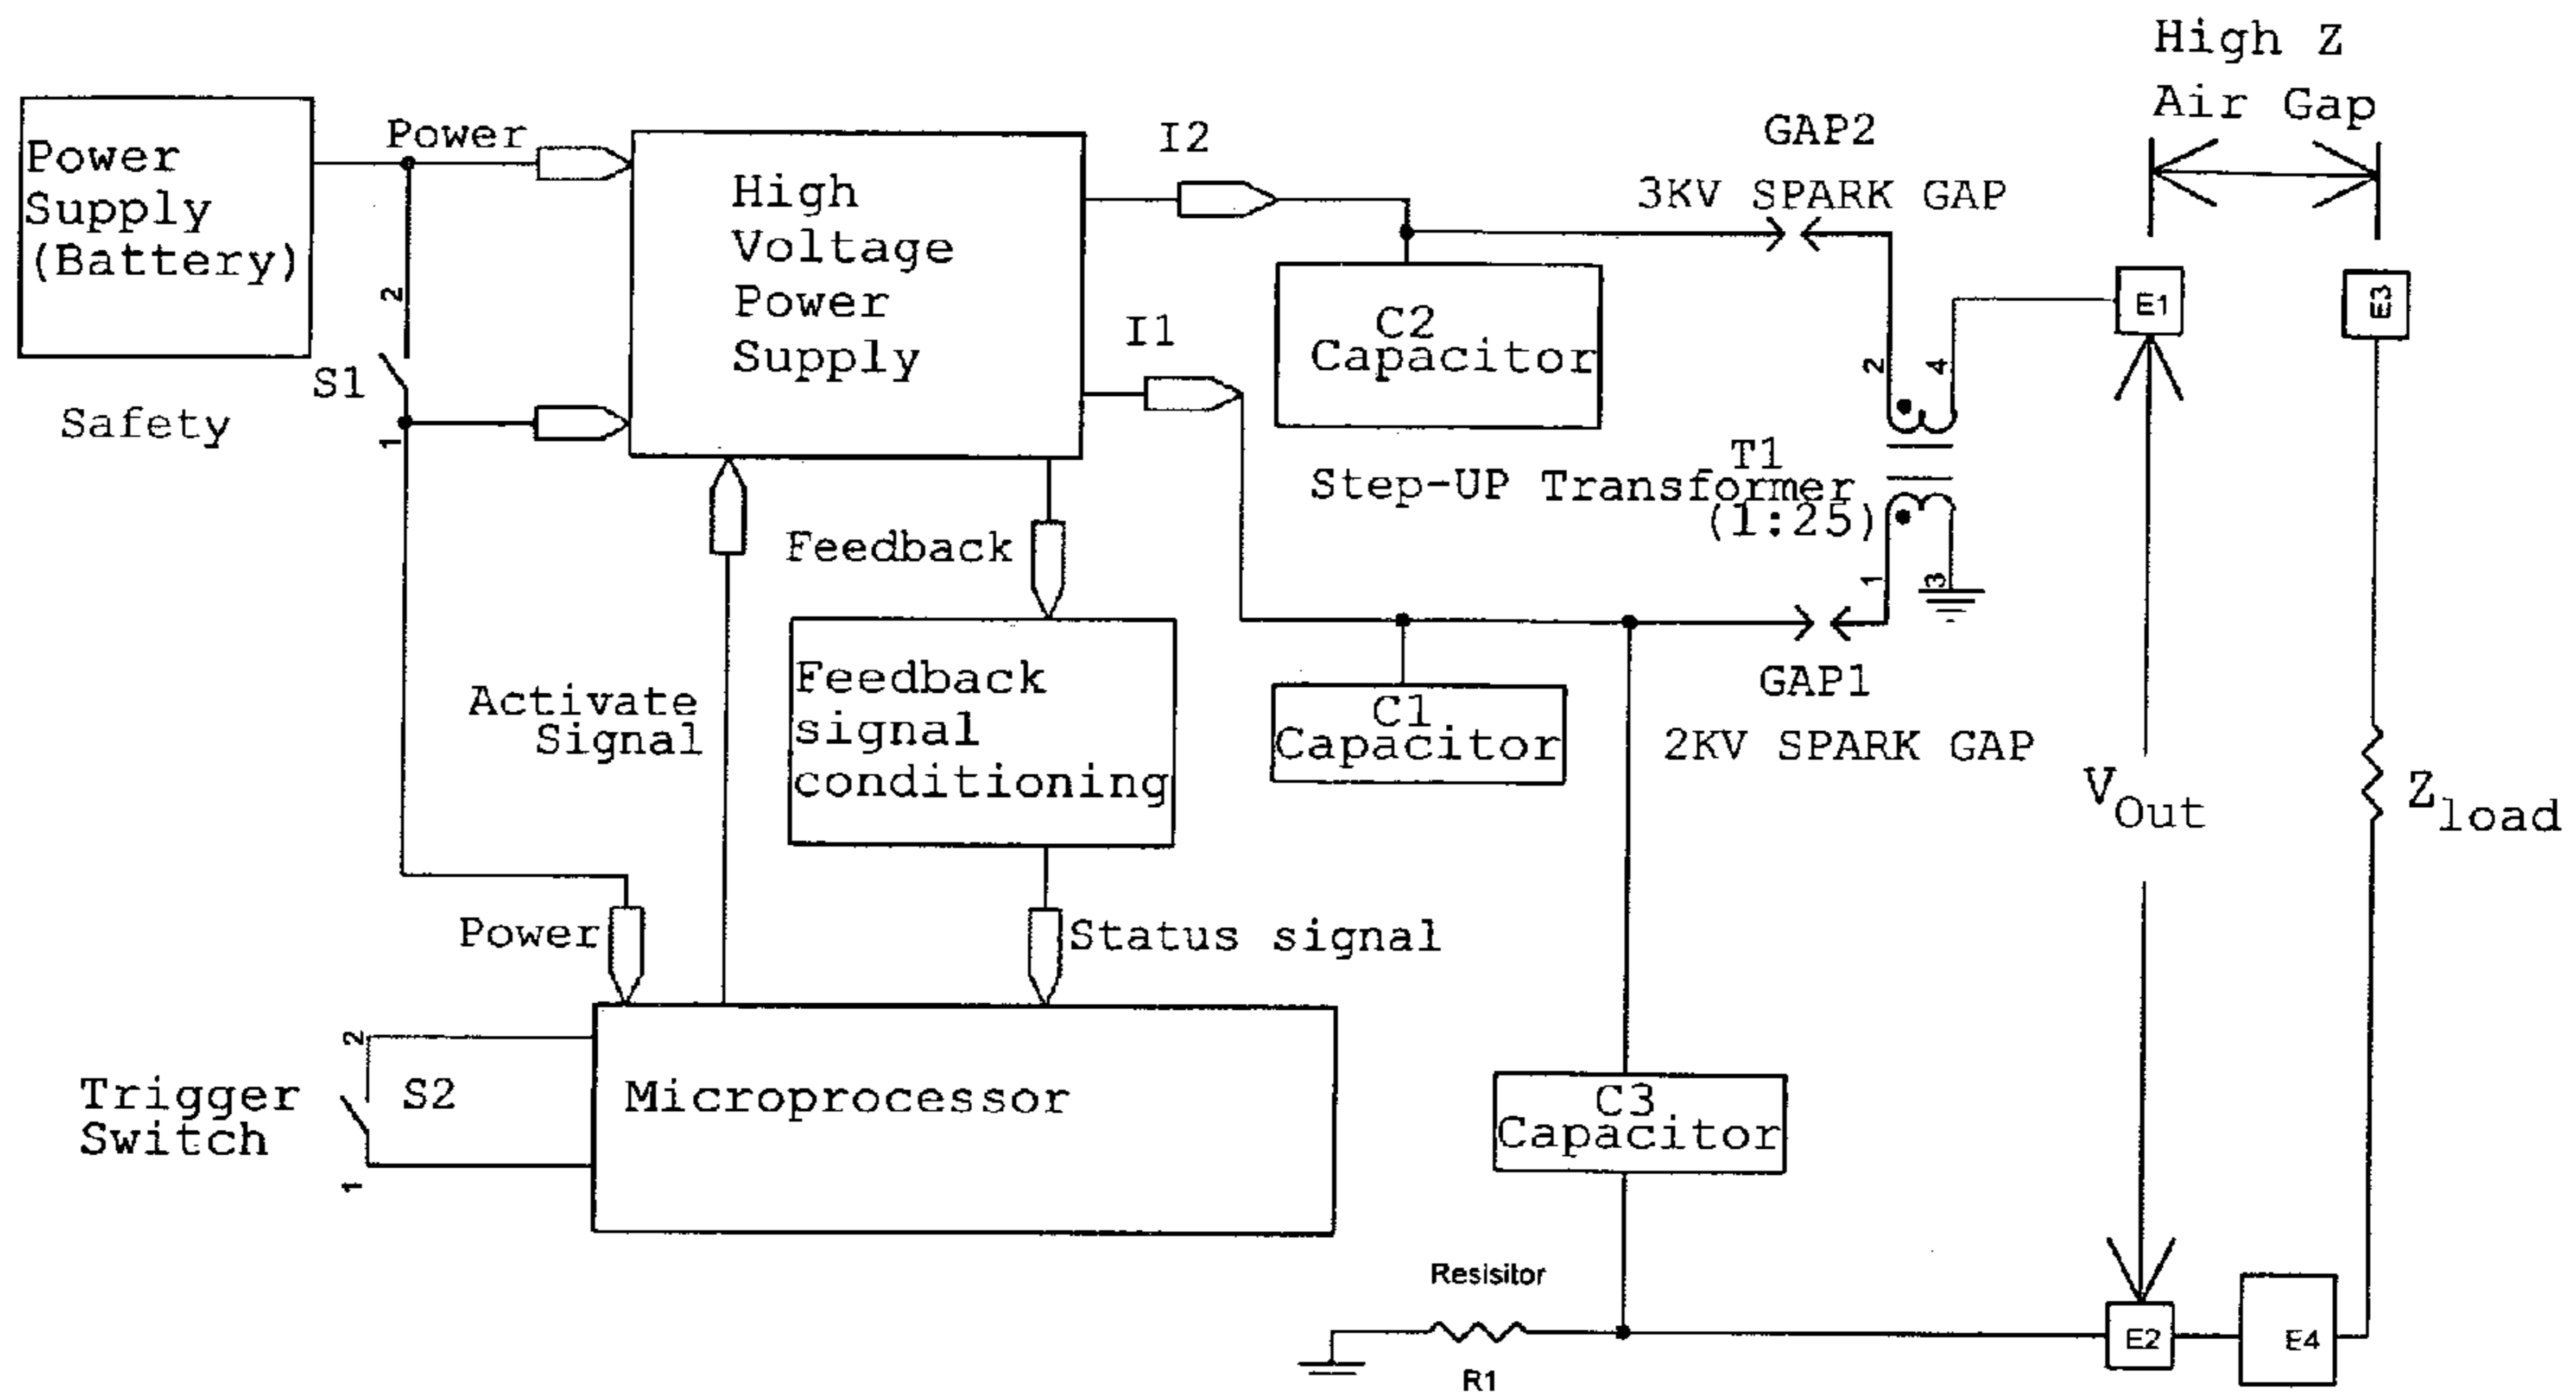 High Z
Air Gap
Power
Supply
(Battery)
Power
2
S1
1
Safety
High
Voltage
Power
Supply
I2
I1
GAP2
3KV SPARK GAP
C2
Capacitor
E1
E3
2
4
T1
Step-UP Transformer
(1:25)
1
3
Feedback
Feedback
signal
conditioning
Activate
Signal
C1
Capacitor
GAP1
2KV SPARK GAP
VOut
Zload
Power
Status signal
Trigger
Switch
2
S2
1
Microprocessor
C3
Capacitor
Resisitor
R1
E2
E4